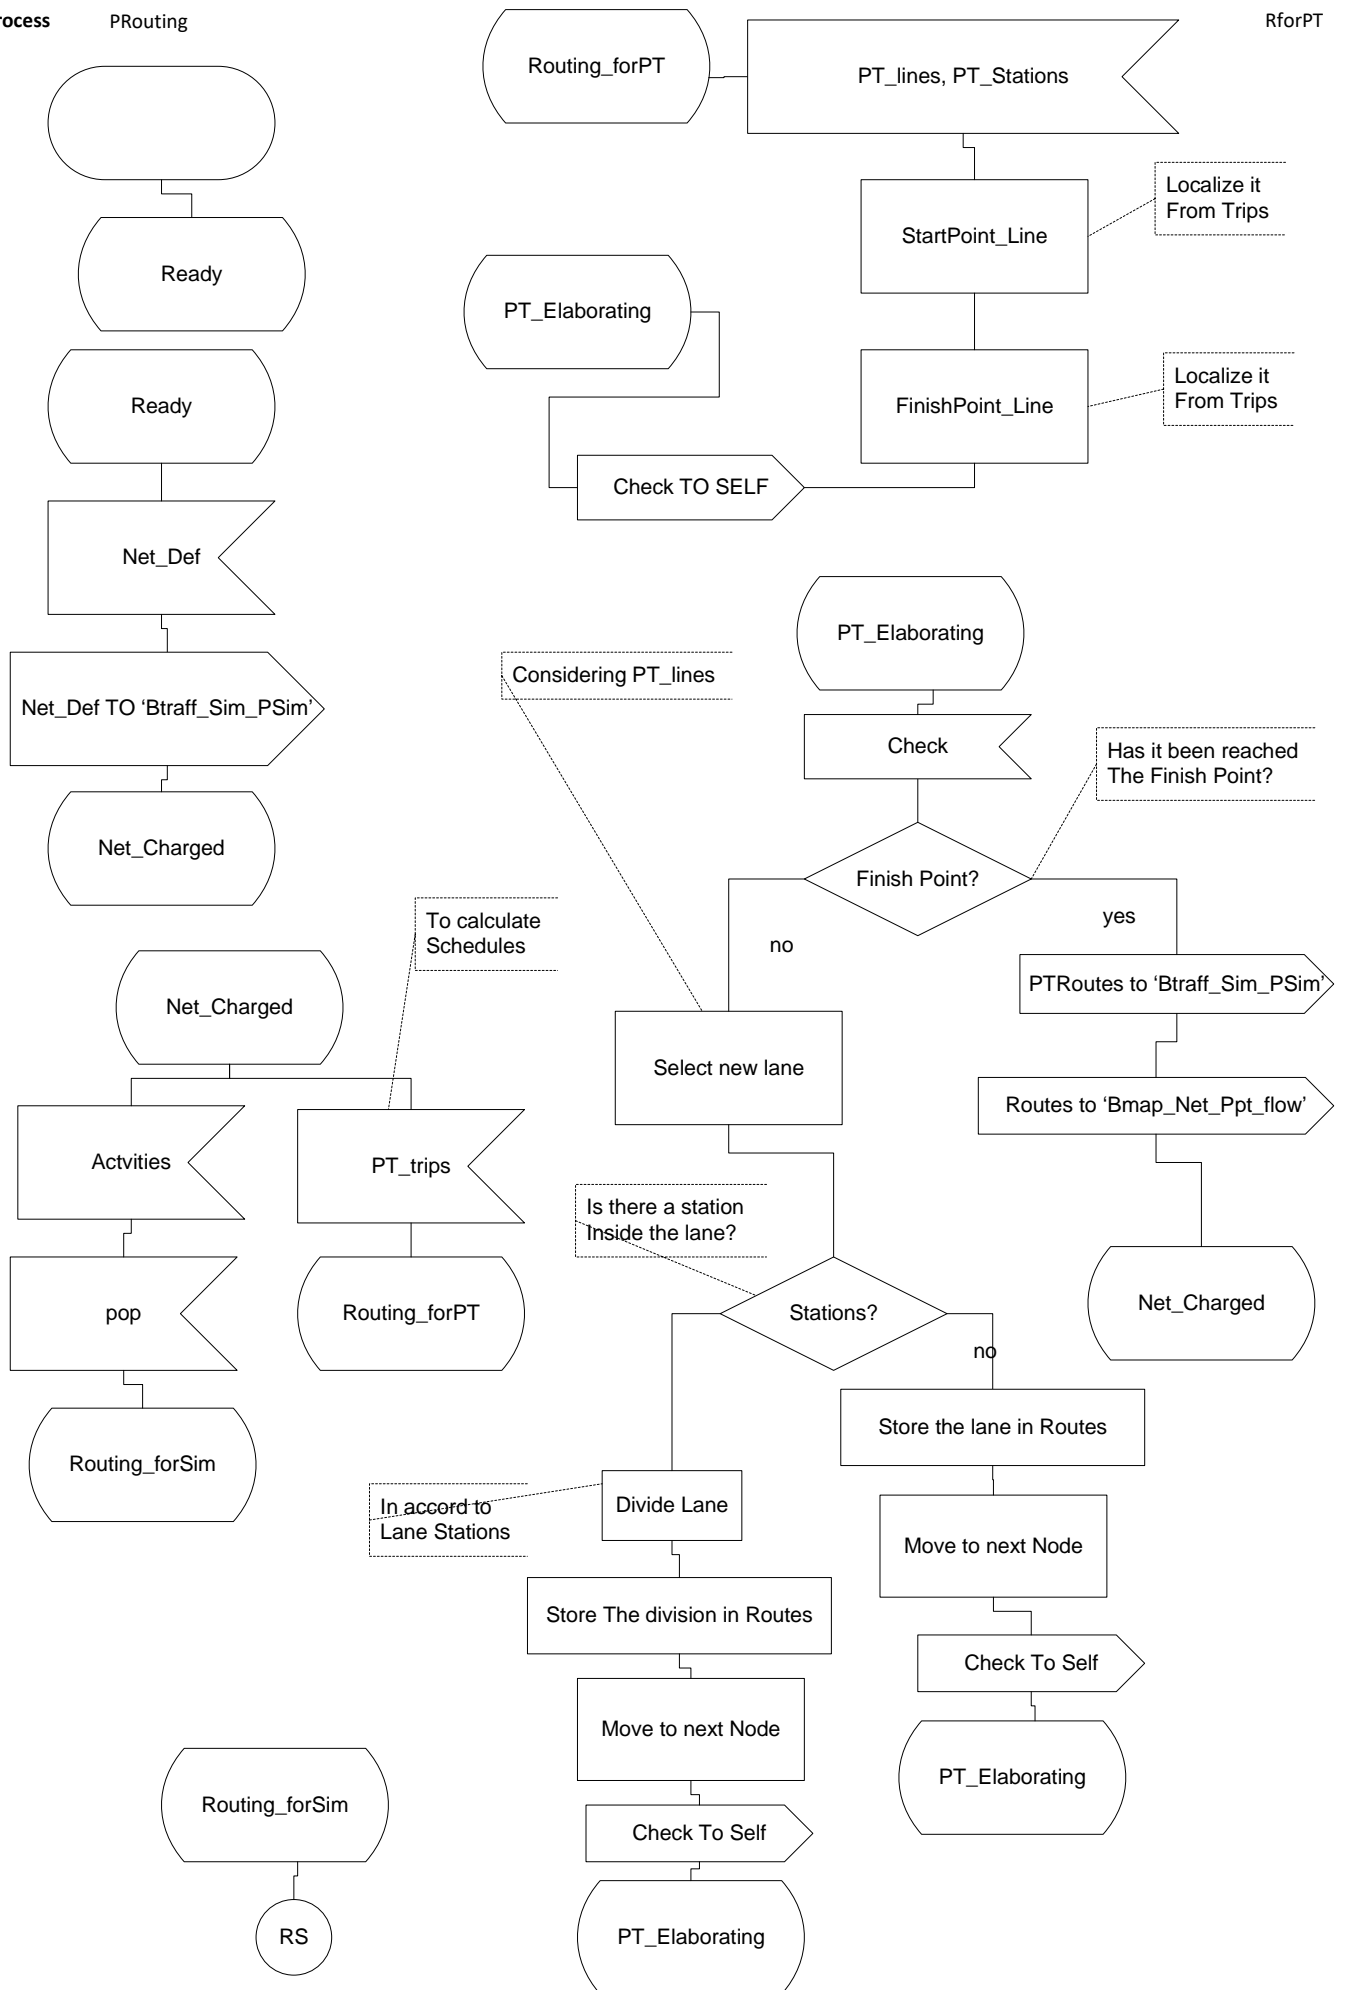 rocess
PRouting
RforPT
Routing_forPT
PT_lines, PT_Stations
Localize it
From Trips
StartPoint_Line
Ready
PT_Elaborating
Ready
FinishPoint_Line
Localize it
From Trips
Check TO SELF
Net_Def
Net_Def TO ‘Btraff_Sim_PSim’
Net_Charged
PT_Elaborating
Considering PT_lines
Check
Has it been reached
The Finish Point?
Finish Point?
no
yes
To calculate
Schedules
PTRoutes to ‘Btraff_Sim_PSim’
Net_Charged
Select new lane
Routes to ‘Bmap_Net_Ppt_flow’
Actvities
PT_trips
Is there a station
Inside the lane?
pop
Routing_forPT
Stations?
no
Net_Charged
Routing_forSim
Store the lane in Routes
In accord to
Lane Stations
Divide Lane
Move to next Node
Store The division in Routes
Check To Self
Move to next Node
PT_Elaborating
Routing_forSim
Check To Self
RS
PT_Elaborating